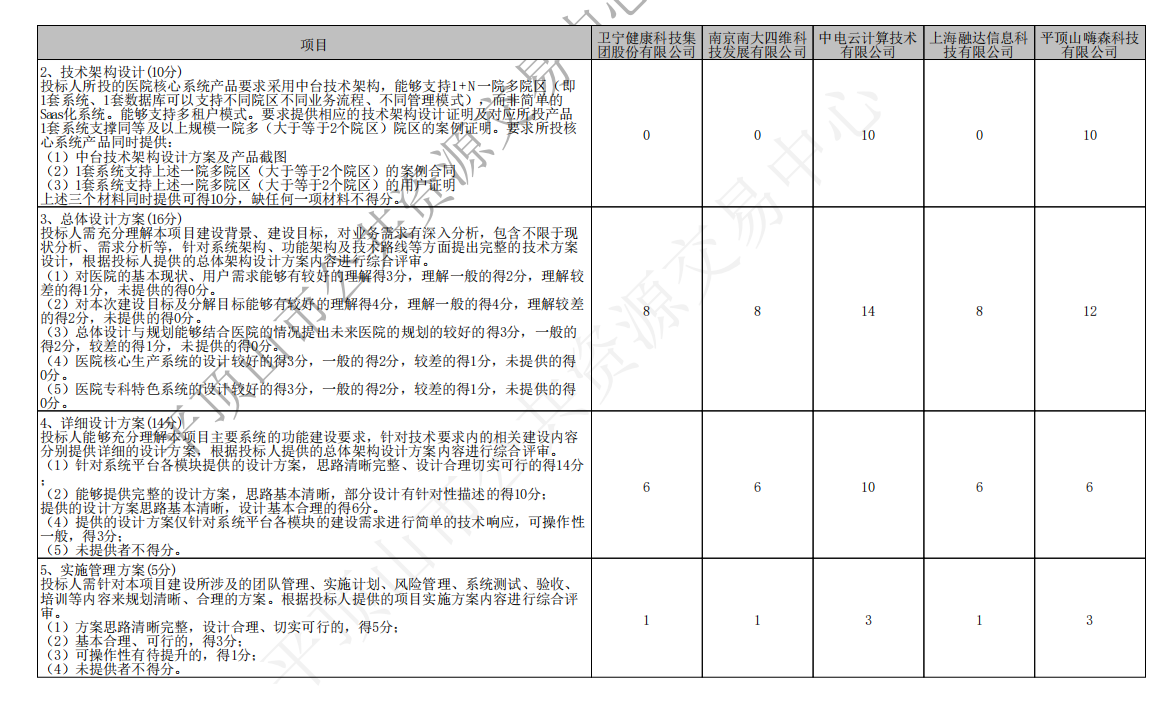 项目
卫宁健康科技集
团股份有限公司
南京南大四维科
技发展有限公司
中电云计算技术
有限公司
上海融达信息科
技有限公司
平顶山嗨森科技
有限公司
2、技术架构设计(10分)
投标人所投的医院核心系统产品要求采用中台技术架构，能够支持1+N一院多院区（即
1套系统、1套数据库可以支持不同院区不同业务流程、不同管理模式），而非简单的
Saas化系统。能够支持多租户模式。要求提供相应的技术架构设计证明及对应所投产品
1套系统支撑同等及以上规模一院多（大于等于2个院区）院区的案例证明。要求所投核
心系统产品同时提供：
（1）中台技术架构设计方案及产品截图
（2）1套系统支持上述一院多院区（大于等于2个院区）的案例合同
（3）1套系统支持上述一院多院区（大于等于2个院区）的用户证明
上述三个材料同时提供可得10分，缺任何一项材料不得分。
0
0
10
0
10
3、总体设计方案(16分)
投标人需充分理解本项目建设背景、建设目标，对业务需求有深入分析，包含不限于现
状分析、需求分析等，针对系统架构、功能架构及技术路线等方面提出完整的技术方案
设计，根据投标人提供的总体架构设计方案内容进行综合评审。
（1）对医院的基本现状、用户需求能够有较好的理解得3分，理解一般的得2分，理解较
差的得1分，未提供的得0分。
（2）对本次建设目标及分解目标能够有较好的理解得4分，理解一般的得4分，理解较差
的得2分，未提供的得0分。
（3）总体设计与规划能够结合医院的情况提出未来医院的规划的较好的得3分，一般的
得2分，较差的得1分，未提供的得0分。
（4）医院核心生产系统的设计较好的得3分，一般的得2分，较差的得1分，未提供的得
0分。
（5）医院专科特色系统的设计较好的得3分，一般的得2分，较差的得1分，未提供的得
0分。
8
8
14
8
12
4、详细设计方案(14分)
投标人能够充分理解本项目主要系统的功能建设要求，针对技术要求内的相关建设内容
分别提供详细的设计方案，根据投标人提供的总体架构设计方案内容进行综合评审。
（1）针对系统平台各模块提供的设计方案，思路清晰完整、设计合理切实可行的得14分
；
（2）能够提供完整的设计方案，思路基本清晰，部分设计有针对性描述的得10分；
提供的设计方案思路基本清晰，设计基本合理的得6分。
（4）提供的设计方案仅针对系统平台各模块的建设需求进行简单的技术响应，可操作性
一般，得3分；
（5）未提供者不得分。
6
6
10
6
6
5、实施管理方案(5分)
投标人需针对本项目建设所涉及的团队管理、实施计划、风险管理、系统测试、验收、
培训等内容来规划清晰、合理的方案。根据投标人提供的项目实施方案内容进行综合评
审。
（1）方案思路清晰完整，设计合理、切实可行的，得5分；
（2）基本合理、可行的，得3分；
（3）可操作性有待提升的，得1分；
（4）未提供者不得分。
1
1
3
1
3
平顶山市公共资源交易中心
平顶山市公共资源交易中心